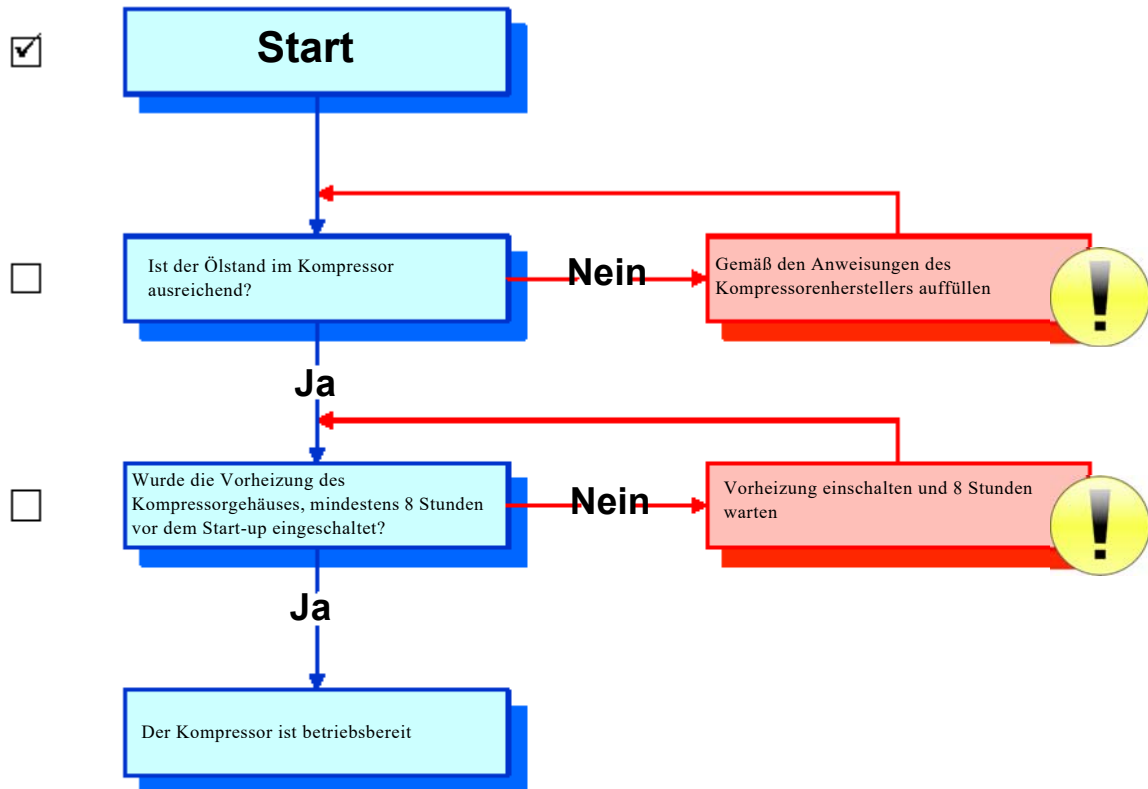 Start
Ist der Ölstand im Kompressor
ausreichend?
Nein
Gemäß den Anweisungen des
Kompressorenherstellers auffüllen
Ja
Wurde die Vorheizung des
Kompressorgehäuses, mindestens 8 Stunden
vor dem Start-up eingeschaltet?
Nein
Vorheizung einschalten und 8 Stunden
warten
Ja
Der Kompressor ist betriebsbereit